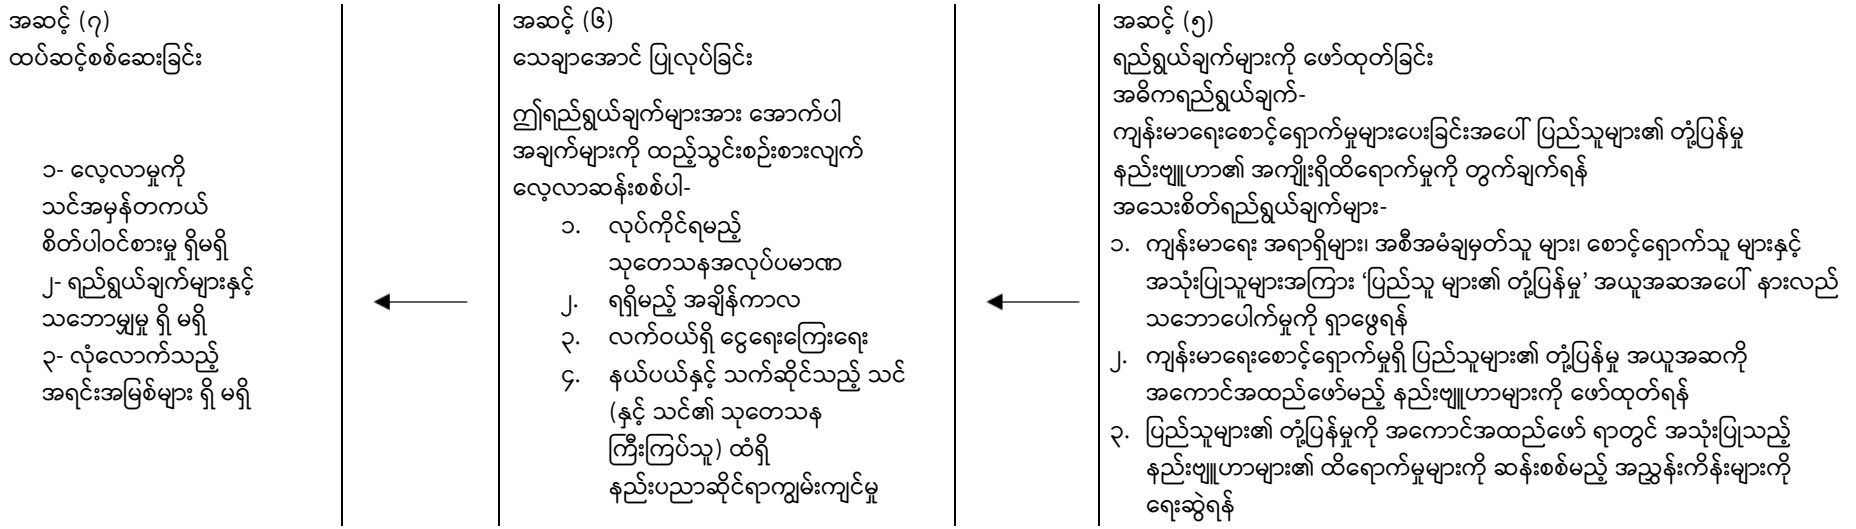 အဆင့် (၇)
ထပ်ဆင့်စစ်ဆေးခြင်း
၁- လေ့လာမှုကို
သင်အမှန်တကယ်
စိတ်ပါဝင်စားမှု ရှိမရှိ
၂- ရည်ရွယ်ချက်များနှင့်
သဘောမျှမှု ရှိ မရှိ
၃- လုံလောက်သည့်
အရင်းအမြစ်များ ရှိ မရှိ
အဆင့် (၆)
သေချာအောင် ပြုလုပ်ခြင်း
ဤရည်ရွယ်ချက်များအား အောက်ပါ
အချက်များကို ထည့်သွင်းစဉ်းစားလျက်
လေ့လာဆန်းစစ်ပါ-
၁. လုပ်ကိုင်ရမည့်
သုတေသနအလုပ်ပမာဏ
၂. ရရှိမည့် အချိန်ကာလ
၃. လက်ဝယ်ရှိ ငွေရေးကြေးရေး
၄. နယ်ပယ်နှင့် သက်ဆိုင်သည့် သင်
(နှင့် သင်၏ သုတေသန
ကြီးကြပ်သူ) ထံရှိ
နည်းပညာဆိုင်ရာကျွမ်းကျင်မှု
အဆင့် (၅)
ရည်ရွယ်ချက်များကို ဖော်ထုတ်ခြင်း
အဓိကရည်ရွယ်ချက်-
ကျန်းမာရေးစောင့်ရှောက်မှုများပေးခြင်းအပေါ် ပြည်သူများ၏ တုံ့ပြန်မှု
နည်းဗျူဟာ၏ အကျိုးရှိထိရောက်မှုကို တွက်ချက်ရန်
အသေးစိတ်ရည်ရွယ်ချက်များ-
၁. ကျန်းမာရေး အရာရှိများ၊ အစီအမံချမှတ်သူ များ၊ စောင့်ရှောက်သူ များနှင့်
အသုံးပြုသူများအကြား ‘ပြည်သူ များ၏ တုံ့ပြန်မှု’ အယူအဆအပေါ် နားလည်
သဘောပေါက်မှုကို ရှာဖွေရန်
၂. ကျန်းမာရေးစောင့်ရှောက်မှုရှိ ပြည်သူများ၏ တုံ့ပြန်မှု အယူအဆကို
အကောင်အထည်ဖော်မည့် နည်းဗျူဟာများကို ဖော်ထုတ်ရန်
၃. ပြည်သူများ၏ တုံ့ပြန်မှုကို အကောင်အထည်ဖော် ရာတွင် အသုံးပြုသည့်
နည်းဗျူဟာများ၏ ထိရောက်မှုများကို ဆန်းစစ်မည့် အညွှန်းကိန်းများကို
ရေးဆွဲရန်